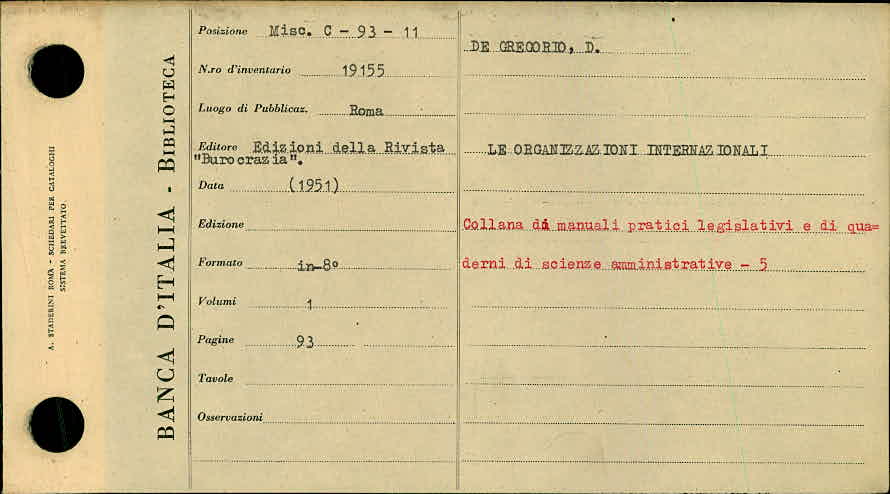 A. STADERINI ROMA - SCHEDARI PER CATALOGHI
SISTEMA BREVETTATO
BANCA D'ITALIA - BIBLIOTECA
Posizione Misc. C - 93 - 11
N.ro d'inventario 19155
Luogo di Pubblicaz. Roma
Editore Edizioni della Rivista
"Burocrazia".
Data (1951)
Edizione
Formato in-8°
Volumi 1
Pagine 93
Tavole
Osservazioni
DE GREGORIO, D.
LE ORGANIZZAZIONI INTERNAZIONALI
Collana di manuali pratici legislativi e di qua=
derni di scienze amministrative - 5